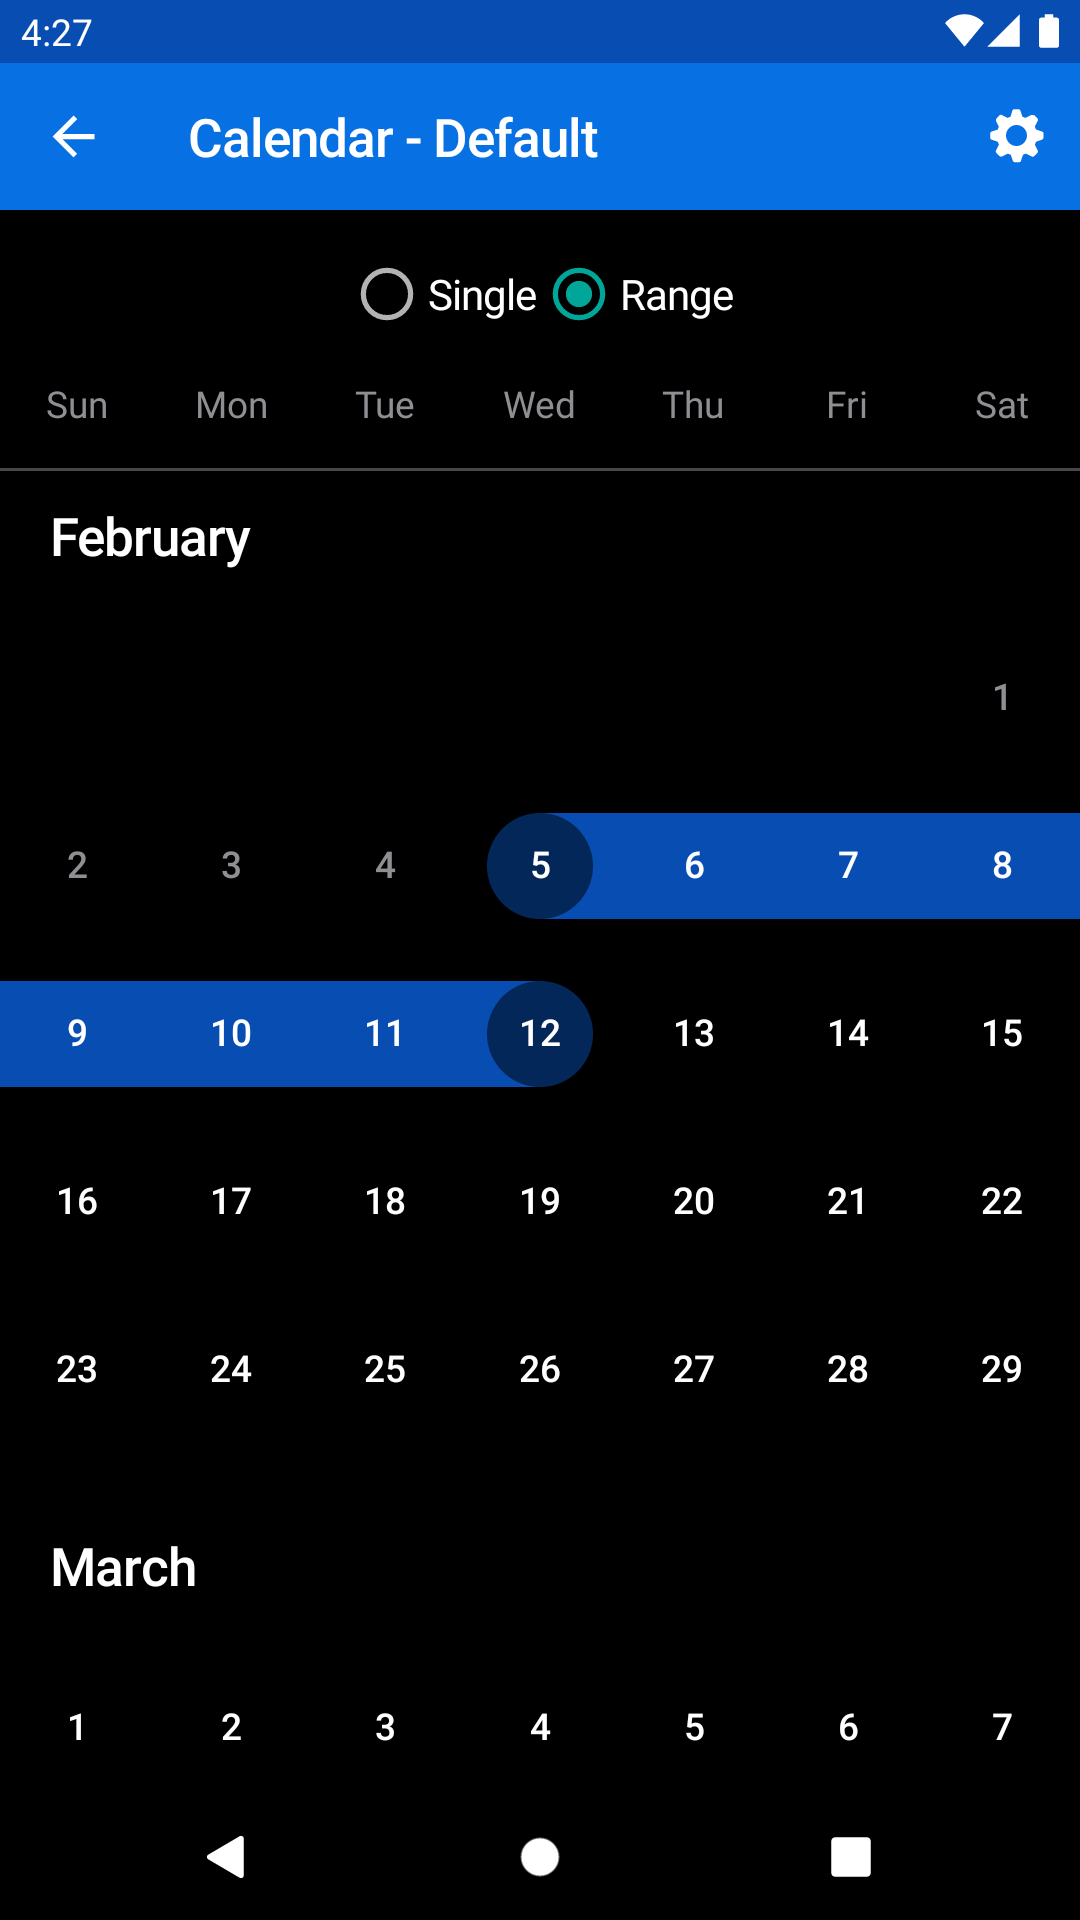 4:27
Calendar - Default
Single Range
Sun Mon Tue Wed Thu Fri Sat
February
1
2 3 4 5 6 7 8
9 10 11 12 13 14 15
16 17 18 19 20 21 22
23 24 25 26 27 28 29
March
1 2 3 4 5 6 7